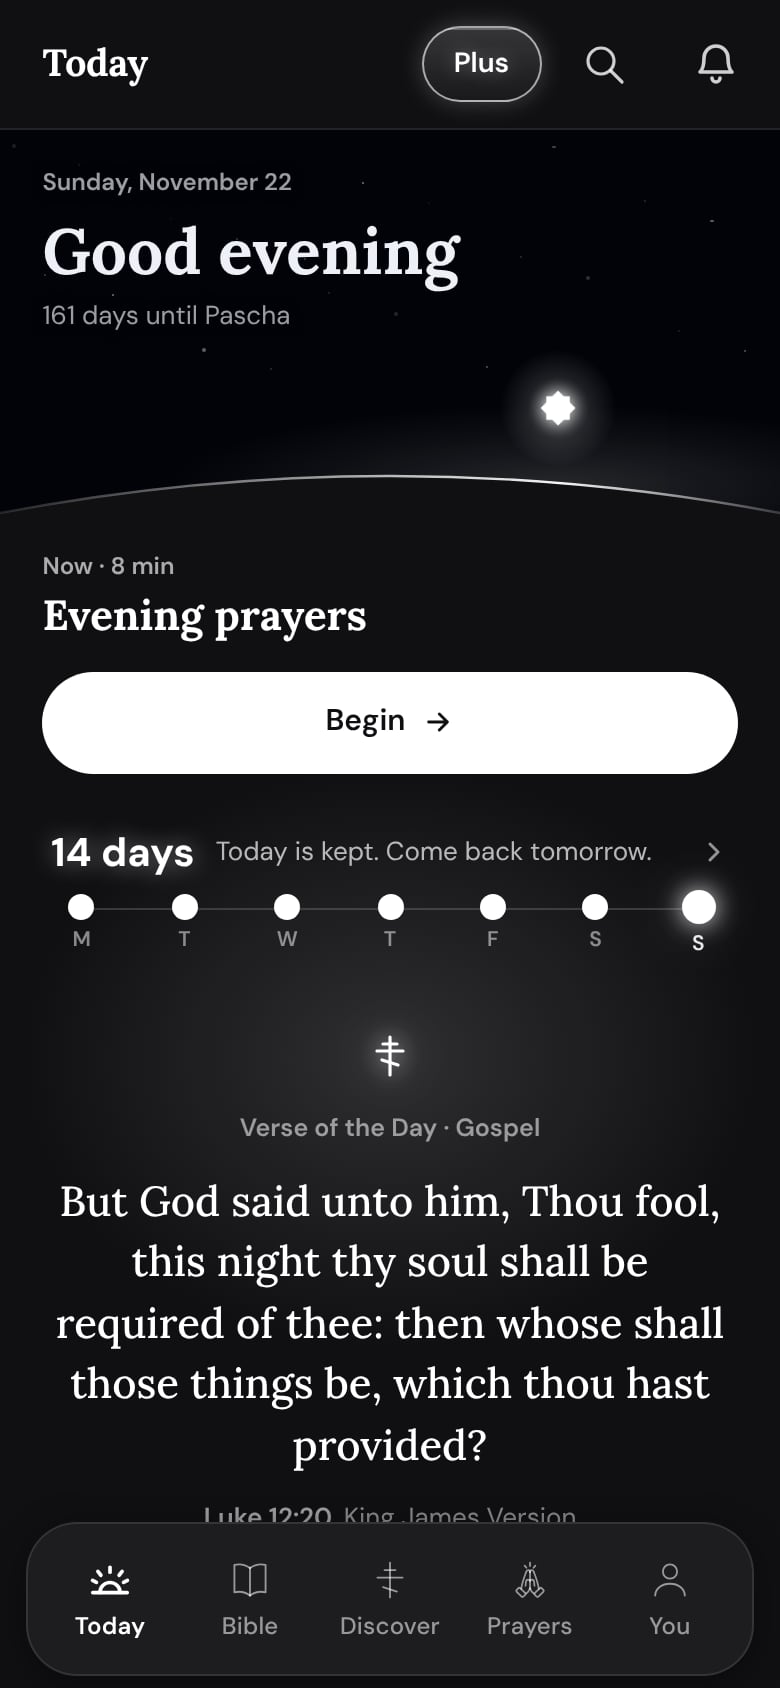 Today
Plus
Sunday, November 22
Good evening
161 days until Pascha
Now · 8 min
Evening prayers
Begin →
14 days Today is kept. Come back tomorrow.
M T W T F S S
Verse of the Day · Gospel
But God said unto him, Thou fool,
this night thy soul shall be
required of thee: then whose shall
those things be, which thou hast
provided?
Luke 12:20 King James Version
Today Bible Discover Prayers You